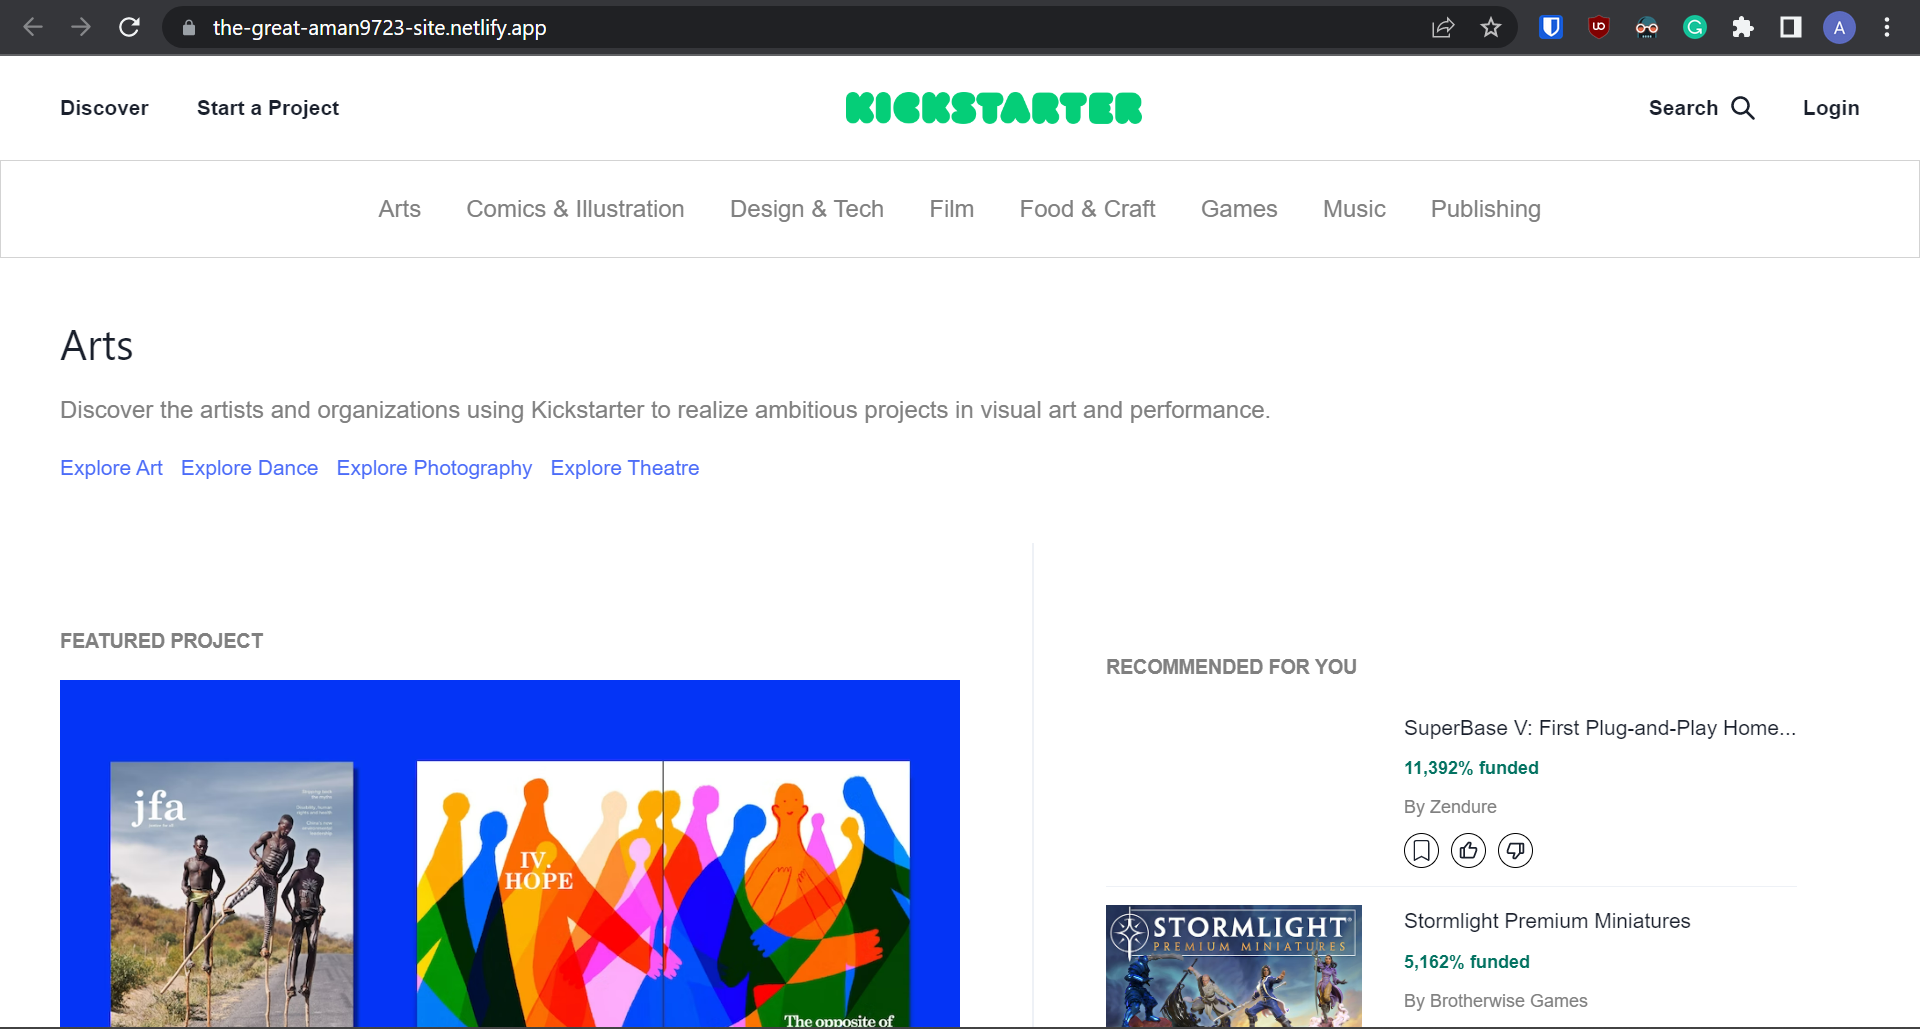 the-great-aman9723-site.netlify.app
A
Discover
Start a Project
KICKSTARTER
Search
Login
Arts
Comics & Illustration
Design & Tech
Film
Food & Craft
Games
Music
Publishing
Arts
Discover the artists and organizations using Kickstarter to realize ambitious projects in visual art and performance.
Explore Art
Explore Dance
Explore Photography
Explore Theatre
FEATURED PROJECT
jfa
IV.
HOPE
The opposite of
RECOMMENDED FOR YOU
SuperBase V: First Plug-and-Play Home...
11,392% funded
By Zendure
STORMLIGHT
PREMIUM MINIATURES
Stormlight Premium Miniatures
5,162% funded
By Brotherwise Games